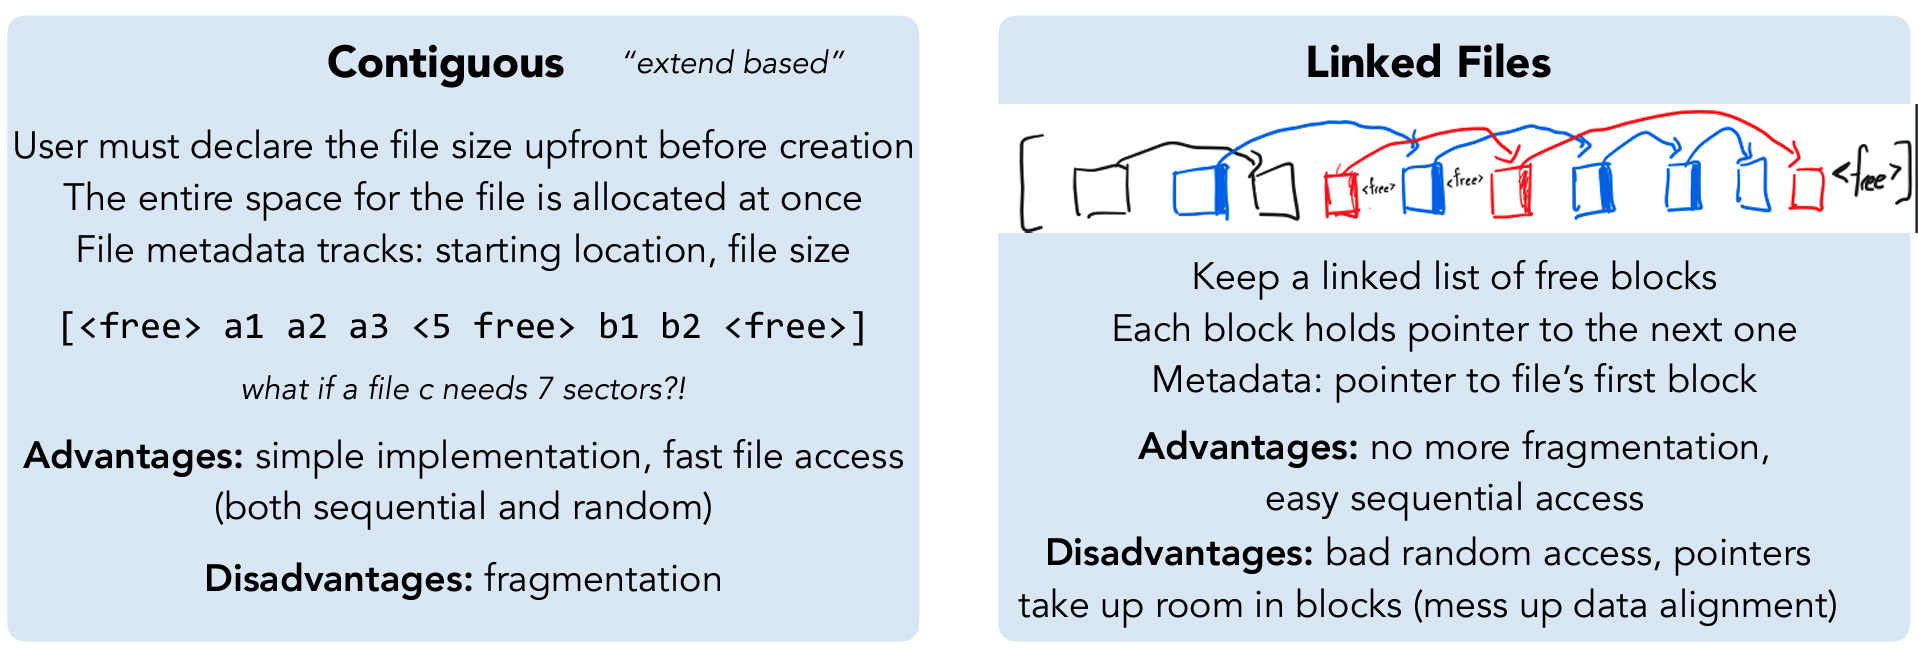 Contiguous “extend based”
User must declare the file size upfront before creation
The entire space for the file is allocated at once
File metadata tracks: starting location, file size
[<free> a1 a2 a3 <5 free> b1 b2 <free>]
what if a file c needs 7 sectors?!
Advantages: simple implementation, fast file access
(both sequential and random)
Disadvantages: fragmentation
Linked Files
<free> <free> <free>
Keep a linked list of free blocks
Each block holds pointer to the next one
Metadata: pointer to file’s first block
Advantages: no more fragmentation,
easy sequential access
Disadvantages: bad random access, pointers
take up room in blocks (mess up data alignment)